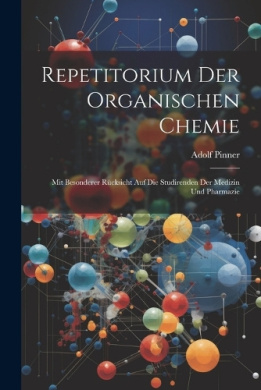 Repetitorium Der
Organischen
Chemie
Adolf Pinner
Mit Besonderer Rücksicht Auf Die Studirenden Der Medizin
Und Pharmazie